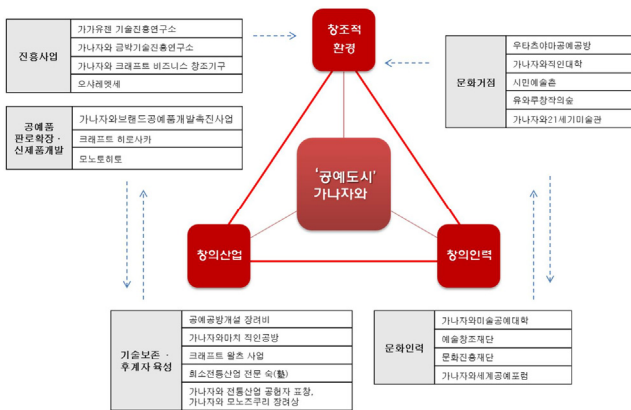 진흥사업
가가유젠 기술진흥연구소
가나자와 금박기술진흥연구소
가나자와 크래프트 비즈니스 창조기구
오샤레멧세
공예품
판로확장·
신제품개발
가나자와브랜드공예품개발촉진사업
크래프트 히로사카
모노토히토
창조적
환경
문화거점
우타츠야마공예공방
가나자와직인대학
시민예술촌
유와쿠창작의숲
가나자와21세기미술관
'공예도시'
가나자와
창의산업
창의인력
기술보존·
후계자 육성
공예공방개설 장려비
가나자와마치 직인공방
크래프트 왈츠 사업
희소전통산업 전문 숙(塾)
가나자와 전통산업 공헌자 표창,
가나자와 모노즈쿠리 장려상
문화인력
가나자와미술공예대학
예술창조재단
문화진흥재단
가나자와세계공예포럼